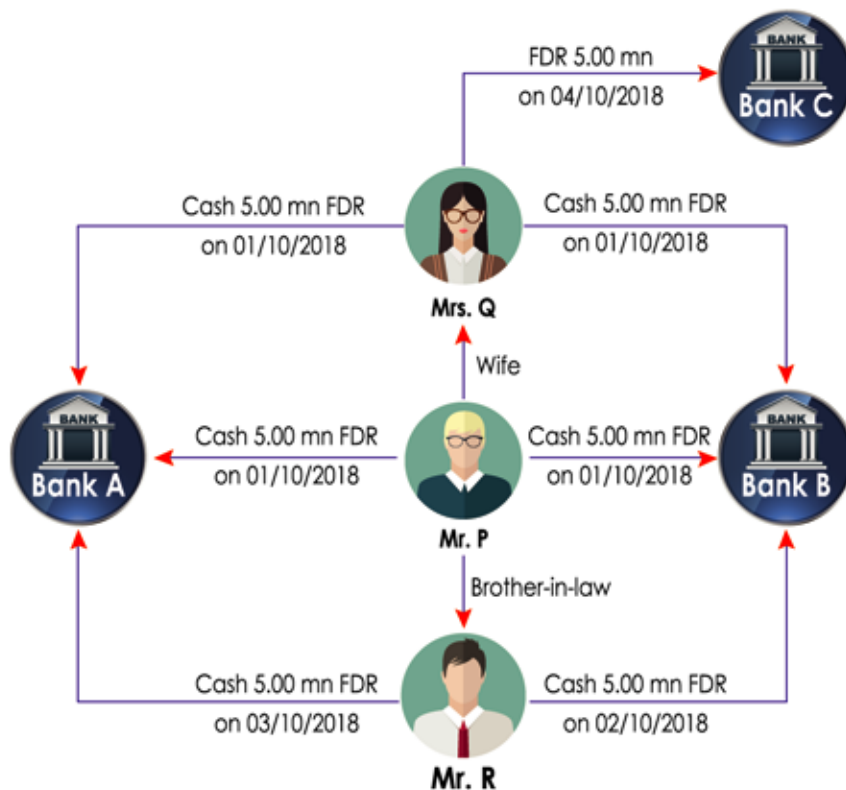 BANK
FDR 5.00 mn
on 04/10/2018
Bank C
Cash 5.00 mn FDR
on 01/10/2018
Cash 5.00 mn FDR
on 01/10/2018
Mrs. Q
Wife
BANK
Bank A
Cash 5.00 mn FDR
on 01/10/2018
Cash 5.00 mn FDR
on 01/10/2018
BANK
Bank B
Mr. P
Brother-in-law
Cash 5.00 mn FDR
on 03/10/2018
Cash 5.00 mn FDR
on 02/10/2018
Mr. R